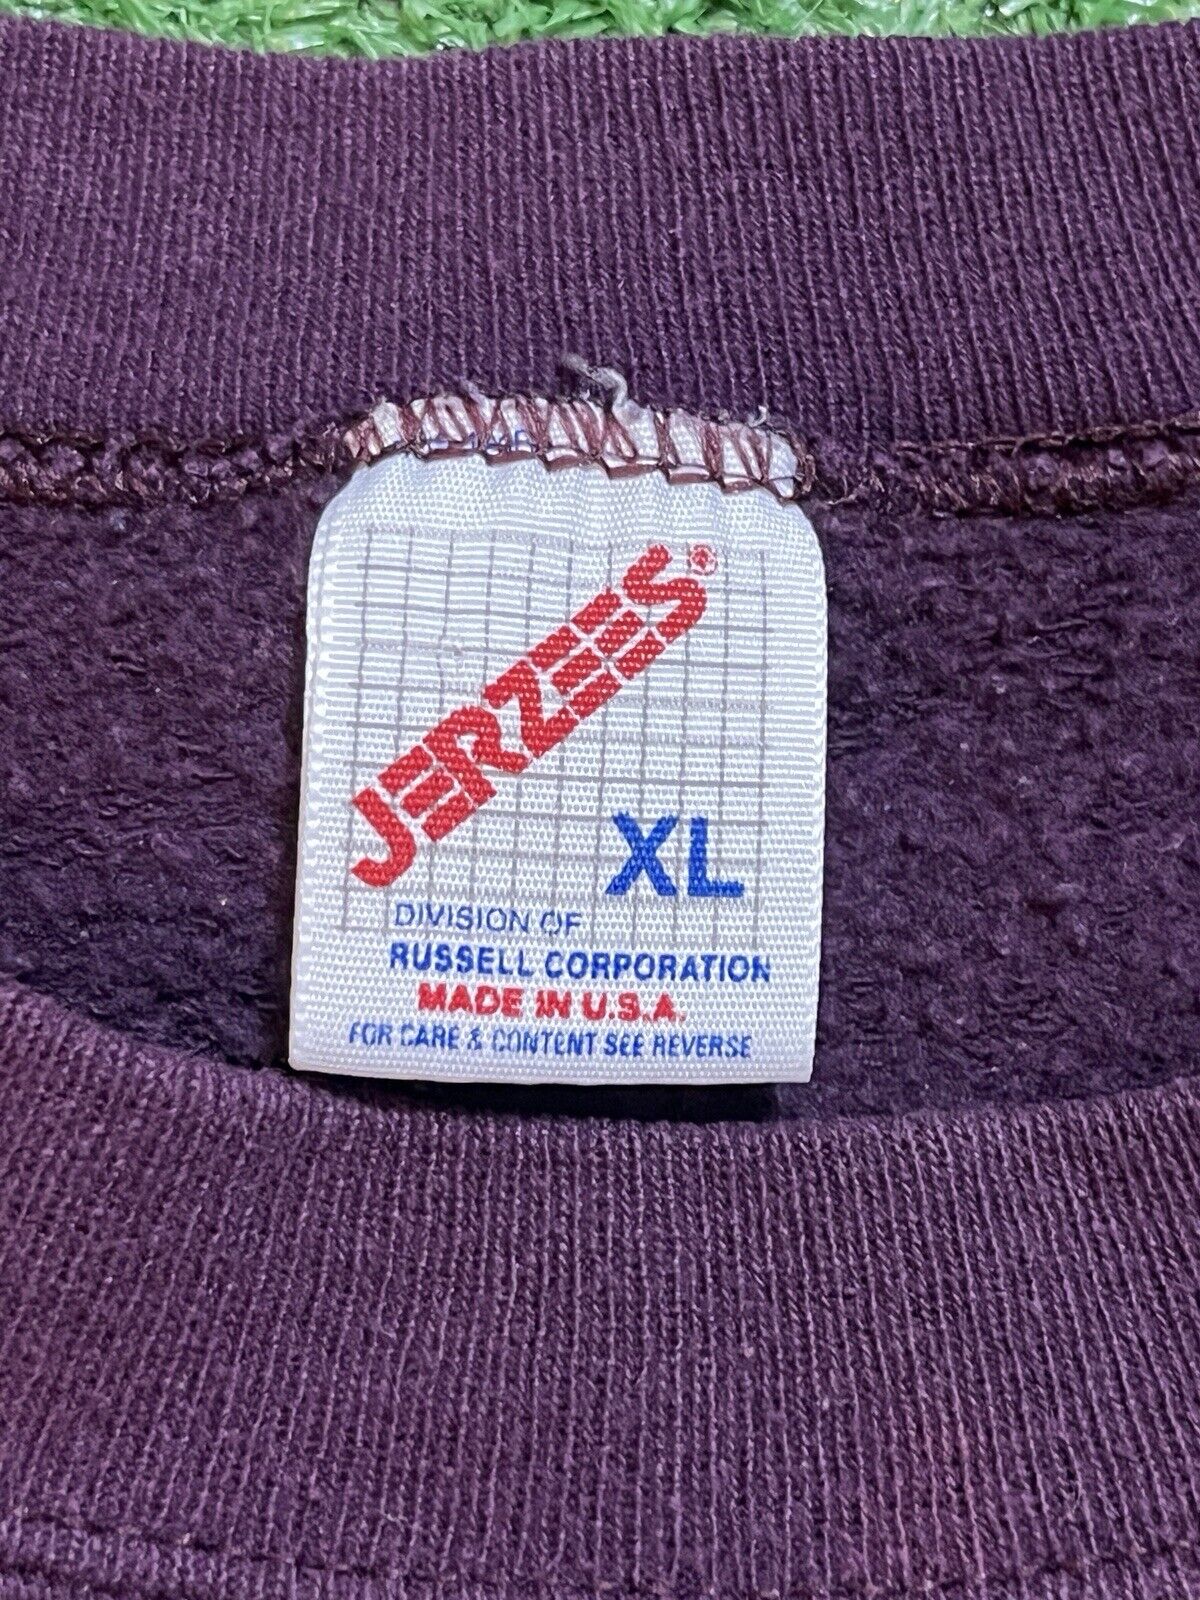 JERZEES®
XL
DIVISION OF
RUSSELL CORPORATION
MADE IN U.S.A.
FOR CARE & CONTENT SEE REVERSE